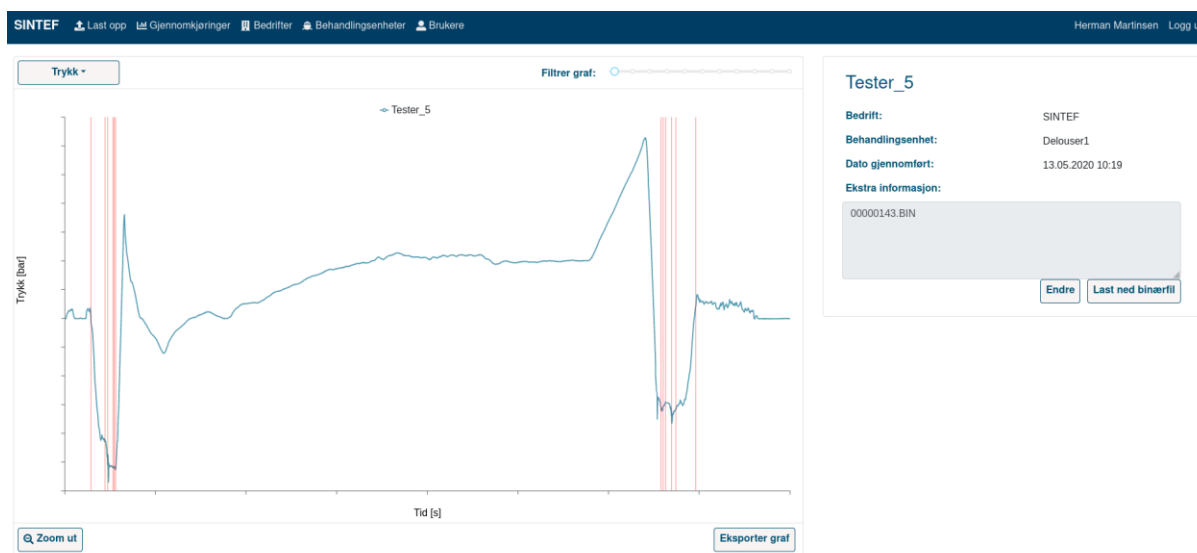 SINTEF Last opp Gjennomkjøringer Bedrifter Behandlingsenheter Brukere Herman Martinsen Logg u
Trykk
Filtrer graf:
Tester_5
Trykk [bar]
Tid [s]
Zoom ut
Eksporter graf
Tester_5
Bedrift: SINTEF
Behandlingsenhet: Delouser1
Dato gjennomført: 13.05.2020 10:19
Ekstra informasjon:
00000143.BIN
Endre Last ned binærfil